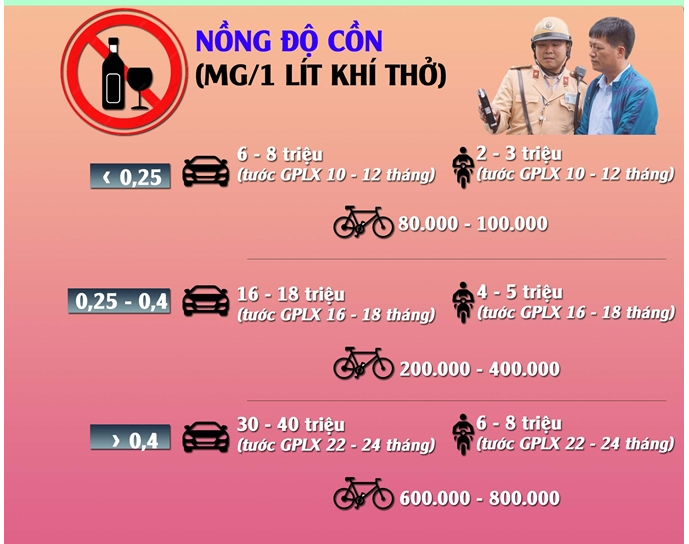 NỒNG ĐỘ CỒN
(MG/1 LÍT KHÍ THỞ)
< 0,25
6 - 8 triệu
(tước GPLX 10 - 12 tháng)
2 - 3 triệu
(tước GPLX 10 - 12 tháng)
80.000 - 100.000
0,25 - 0,4
16 - 18 triệu
(tước GPLX 16 - 18 tháng)
4 - 5 triệu
(tước GPLX 16 - 18 tháng)
200.000 - 400.000
> 0,4
30 - 40 triệu
(tước GPLX 22 - 24 tháng)
6 - 8 triệu
(tước GPLX 22 - 24 tháng)
600.000 - 800.000